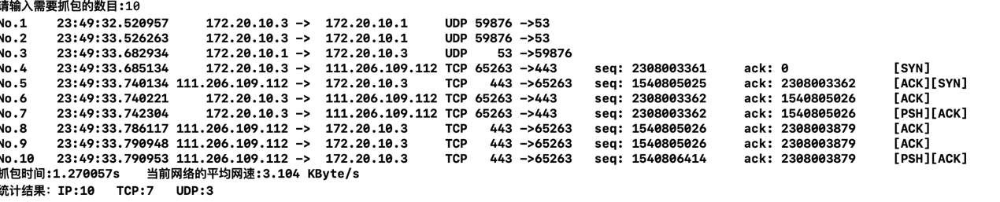 请输入需要抓包的数目:10
No.1 23:49:32.520957 172.20.10.3 -> 172.20.10.1 UDP 59876 ->53
No.2 23:49:33.526263 172.20.10.3 -> 172.20.10.1 UDP 59876 ->53
No.3 23:49:33.682934 172.20.10.1 -> 172.20.10.3 UDP 53 ->59876
No.4 23:49:33.685134 172.20.10.3 -> 111.206.109.112 TCP 65263 ->443 seq: 2308003361 ack: 0 [SYN]
No.5 23:49:33.740134 111.206.109.112 -> 172.20.10.3 TCP 443 ->65263 seq: 1540805025 ack: 2308003362 [ACK][SYN]
No.6 23:49:33.740221 172.20.10.3 -> 111.206.109.112 TCP 65263 ->443 seq: 2308003362 ack: 1540805026 [ACK]
No.7 23:49:33.742304 172.20.10.3 -> 111.206.109.112 TCP 65263 ->443 seq: 2308003362 ack: 1540805026 [PSH][ACK]
No.8 23:49:33.786117 111.206.109.112 -> 172.20.10.3 TCP 443 ->65263 seq: 1540805026 ack: 2308003879 [ACK]
No.9 23:49:33.790948 111.206.109.112 -> 172.20.10.3 TCP 443 ->65263 seq: 1540805026 ack: 2308003879 [ACK]
No.10 23:49:33.790953 111.206.109.112 -> 172.20.10.3 TCP 443 ->65263 seq: 1540806414 ack: 2308003879 [PSH][ACK]
抓包时间:1.270057s 当前网络的平均网速:3.104 KByte/s
统计结果: IP:10 TCP:7 UDP:3